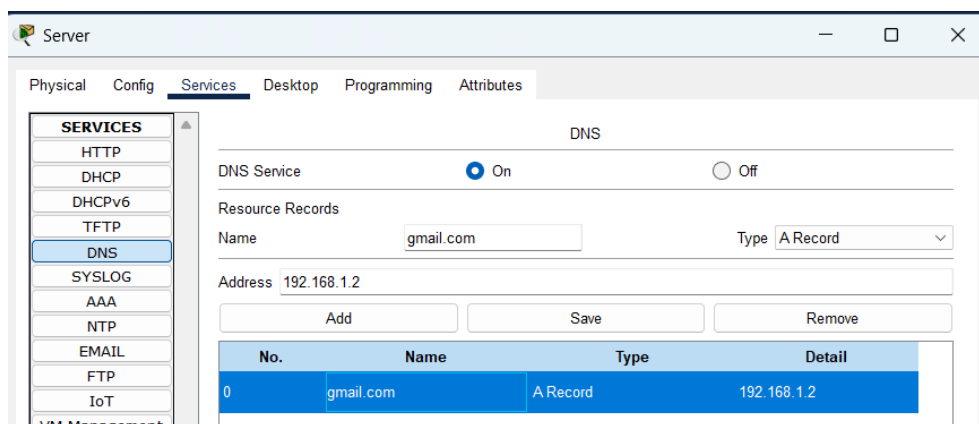 Server
Physical Config Services Desktop Programming Attributes
SERVICES
HTTP
DHCP
DHCPv6
TFTP
DNS
SYSLOG
AAA
NTP
EMAIL
FTP
IoT
VM Management
DNS
DNS Service On Off
Resource Records
Name gmail.com Type A Record
Address 192.168.1.2
Add Save Remove
No. Name Type Detail
0 gmail.com A Record 192.168.1.2